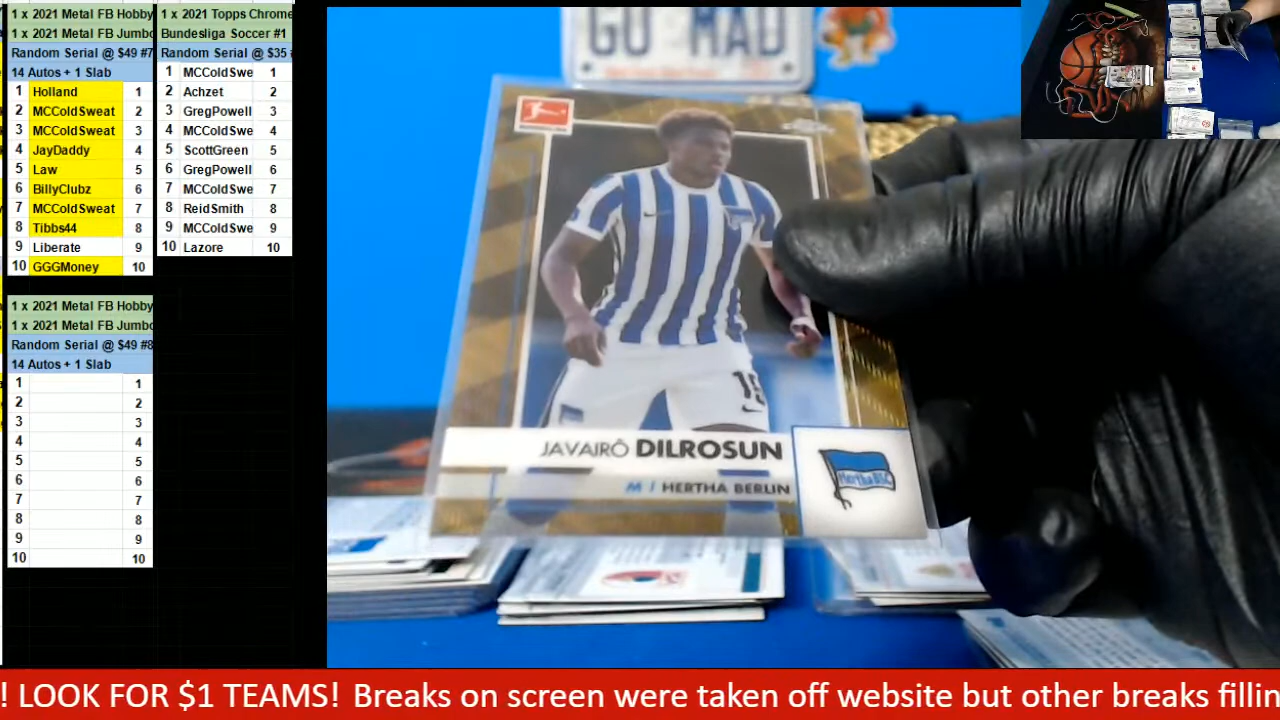 1 x 2021 Metal FB Hobby
1 x 2021 Metal FB Jumbo
Random Serial @ $49 #7
14 Autos + 1 Slab
1 Holland 1
2 MCColdSweat 2
3 MCColdSweat 3
4 JayDaddy 4
5 Law 5
6 BillyClubz 6
7 MCColdSweat 7
8 Tibbs44 8
9 Liberate 9
10 GGGMoney 10
1 x 2021 Topps Chrome
Bundesliga Soccer #1
Random Serial @ $35
1 MCColdSwe 1
2 Achzet 2
3 GregPowell 3
4 MCColdSwe 4
5 ScottGreen 5
6 GregPowell 6
7 MCColdSwe 7
8 ReidSmith 8
9 MCColdSwe 9
10 Lazore 10
1 x 2021 Metal FB Hobby
1 x 2021 Metal FB Jumbo
Random Serial @ $49 #8
14 Autos + 1 Slab
1 1
2 2
3 3
4 4
5 5
6 6
7 7
8 8
9 9
10 10
GO MAD
JAVAIRÔ DILROSUN
M / HERTHA BERLIN
Hertha BSC
! LOOK FOR $1 TEAMS! Breaks on screen were taken off website but other breaks fillin